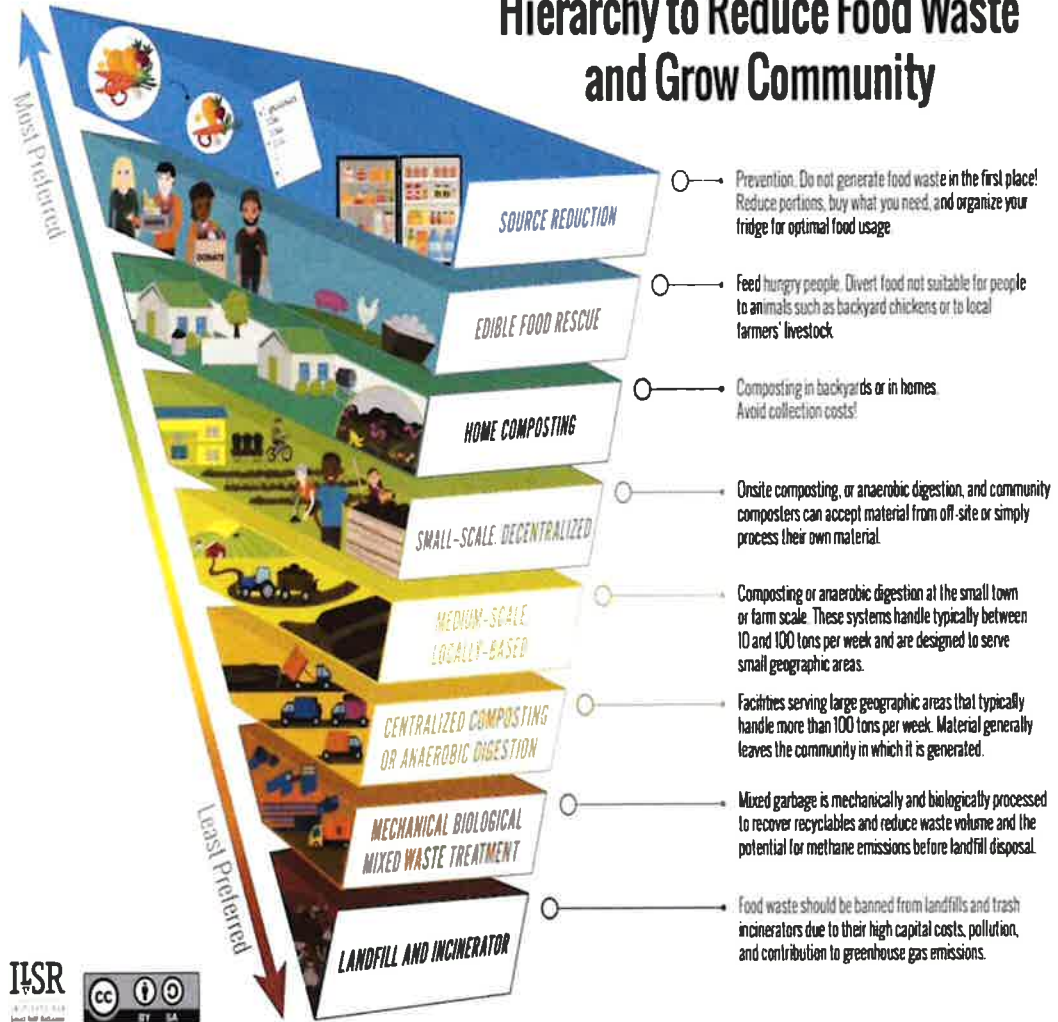 Hierarchy to Reduce Food Waste
and Grow Community
Most Preferred
DONATE
SOURCE REDUCTION
Prevention. Do not generate food waste in the first place!
Reduce portions, buy what you need, and organize your
fridge for optimal food usage
EDIBLE FOOD RESCUE
Feed hungry people. Divert food not suitable for people
to animals such as backyard chickens or to local
farmers' livestock
HOME COMPOSTING
Composting in backyards or in homes.
Avoid collection costs!
SMALL-SCALE, DECENTRALIZED
Onsite composting, or anaerobic digestion, and community
composters can accept material from off-site or simply
process their own material.
MEDIUM-SCALE,
LOCALLY-BASED
Composting or anaerobic digestion at the small town
or farm scale. These systems handle typically between
10 and 100 tons per week and are designed to serve
small geographic areas.
CENTRALIZED COMPOSTING
OR ANAEROBIC DIGESTION
Facilities serving large geographic areas that typically
handle more than 100 tons per week. Material generally
leaves the community in which it is generated.
MECHANICAL BIOLOGICAL
MIXED WASTE TREATMENT
Mixed garbage is mechanically and biologically processed
to recover recyclables and reduce waste volume and the
potential for methane emissions before landfill disposal.
LANDFILL AND INCINERATOR
Food waste should be banned from landfills and trash
incinerators due to their high capital costs, pollution,
and contribution to greenhouse gas emissions.
Least Preferred
ILSR
cc
BY SA